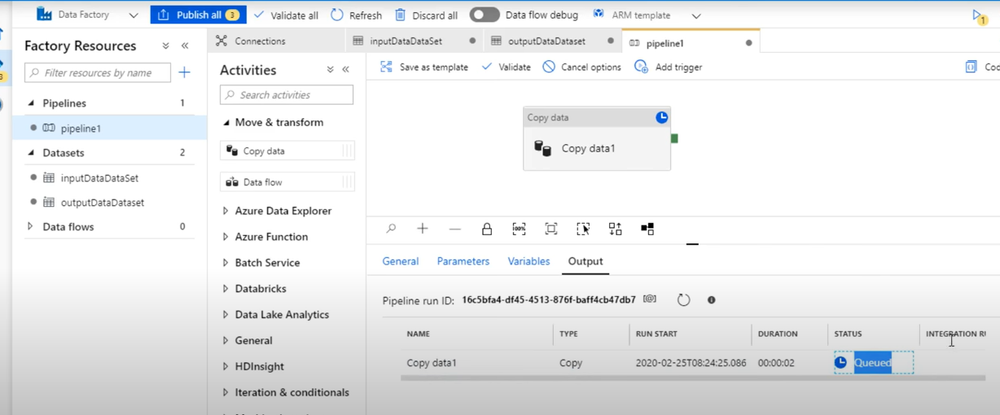 Data Factory
Publish all 3
Validate all
Refresh
Discard all
Data flow debug
ARM template
1
Factory Resources
Filter resources by name
Pipelines 1
pipeline1
Datasets 2
inputDataDataSet
outputDataDataset
Data flows 0
Connections
inputDataDataSet
outputDataDataset
pipeline1
Activities
Search activities
Move & transform
Copy data
Data flow
Azure Data Explorer
Azure Function
Batch Service
Databricks
Data Lake Analytics
General
HDInsight
Iteration & conditionals
Save as template
Validate
Cancel options
Add trigger
Copy data
Copy data1
100%
General Parameters Variables Output
Pipeline run ID: 16c5bfa4-df45-4513-876f-baff4cb47db7 [@]
NAME TYPE RUN START DURATION STATUS INTEGRATION
Copy data1 Copy 2020-02-25T08:24:25.086 00:00:02 Queued